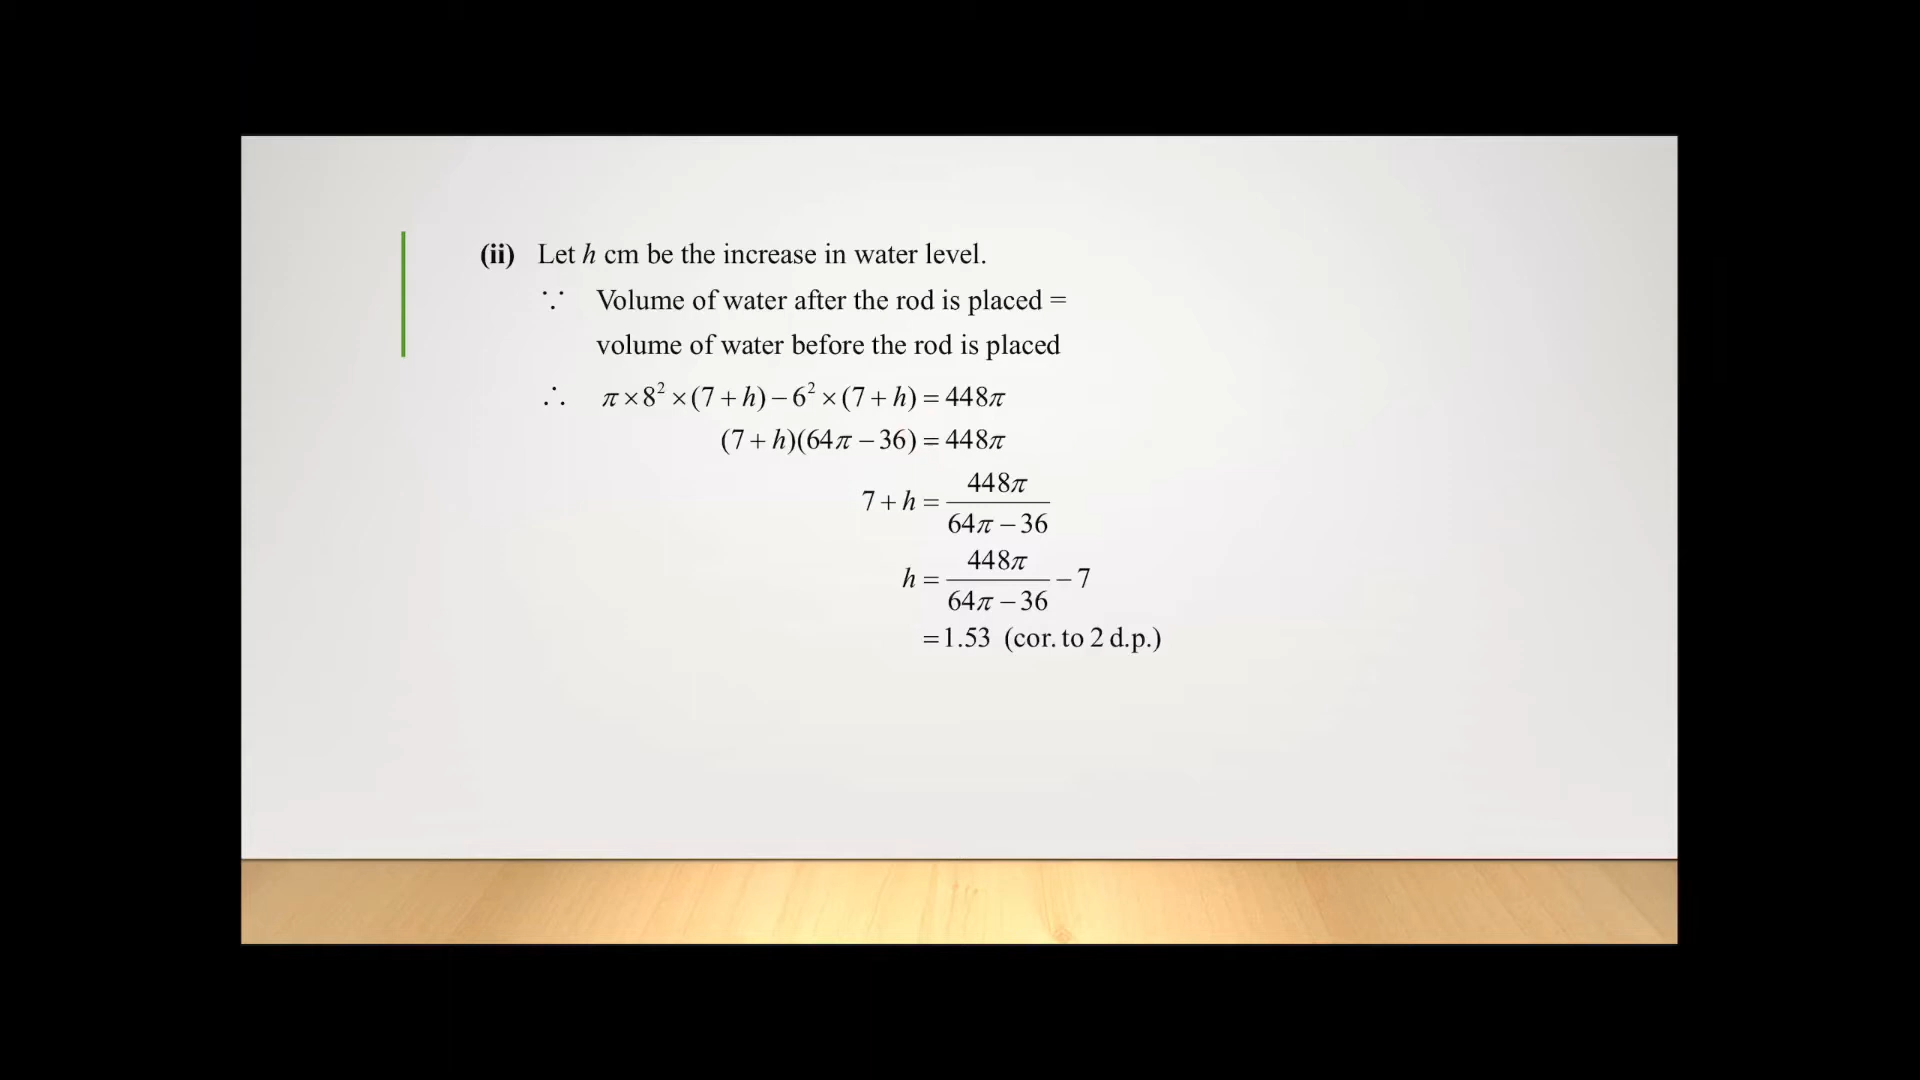 (ii) Let h cm be the increase in water level.
∵ Volume of water after the rod is placed =
volume of water before the rod is placed
∴ π × 8² × (7 + h) − 6² × (7 + h) = 448π
(7 + h)(64π − 36) = 448π
7 + h = 448π / (64π − 36)
h = 448π / (64π − 36) − 7
= 1.53 (cor. to 2 d.p.)